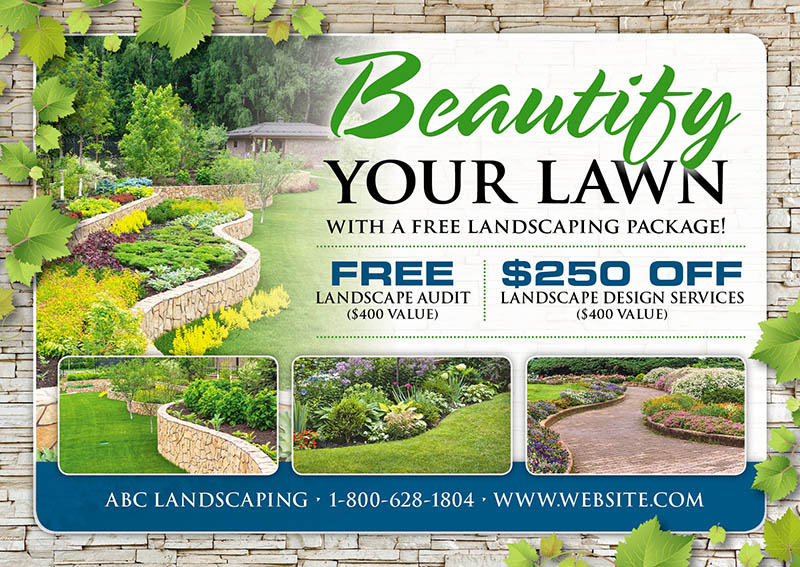 Beautify
YOUR LAWN
WITH A FREE LANDSCAPING PACKAGE!
FREE
LANDSCAPE AUDIT
($400 VALUE)
$250 OFF
LANDSCAPE DESIGN SERVICES
($400 VALUE)
ABC LANDSCAPING · 1-800-628-1804 · WWW.WEBSITE.COM